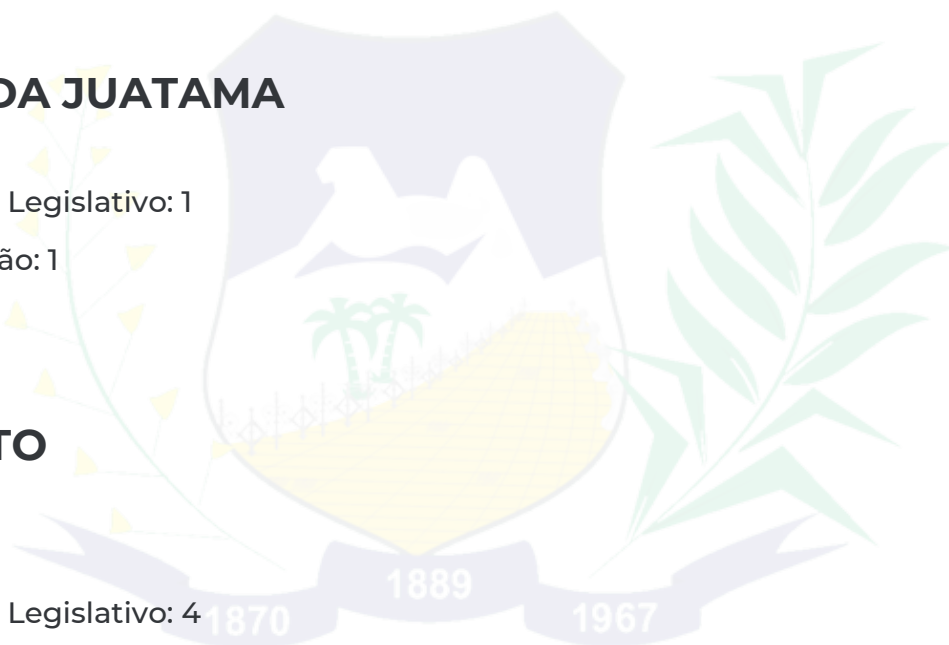 DA JUATAMA
Legislativo: 1
ão: 1
TO
1889
Legislativo: 4
1870
1967